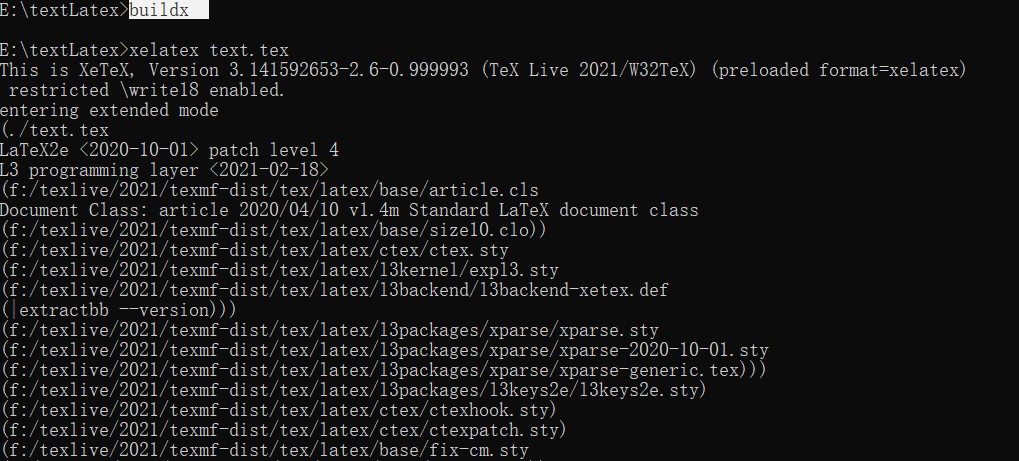 E:\textLatex>buildx
E:\textLatex>xelatex text.tex
This is XeTeX, Version 3.141592653-2.6-0.999993 (TeX Live 2021/W32TeX) (preloaded format=xelatex)
 restricted \write18 enabled.
entering extended mode
(./text.tex
LaTeX2e <2020-10-01> patch level 4
L3 programming layer <2021-02-18>
(f:/texlive/2021/texmf-dist/tex/latex/base/article.cls
Document Class: article 2020/04/10 v1.4m Standard LaTeX document class
(f:/texlive/2021/texmf-dist/tex/latex/base/size10.clo))
(f:/texlive/2021/texmf-dist/tex/latex/ctex/ctex.sty
(f:/texlive/2021/texmf-dist/tex/latex/l3kernel/expl3.sty
(f:/texlive/2021/texmf-dist/tex/latex/l3backend/l3backend-xetex.def
(|extractbb --version)))
(f:/texlive/2021/texmf-dist/tex/latex/l3packages/xparse/xparse.sty
(f:/texlive/2021/texmf-dist/tex/latex/l3packages/xparse/xparse-2020-10-01.sty
(f:/texlive/2021/texmf-dist/tex/latex/l3packages/xparse/xparse-generic.tex)))
(f:/texlive/2021/texmf-dist/tex/latex/l3packages/l3keys2e/l3keys2e.sty)
(f:/texlive/2021/texmf-dist/tex/latex/ctex/ctexhook.sty)
(f:/texlive/2021/texmf-dist/tex/latex/ctex/ctexpatch.sty)
(f:/texlive/2021/texmf-dist/tex/latex/base/fix-cm.sty